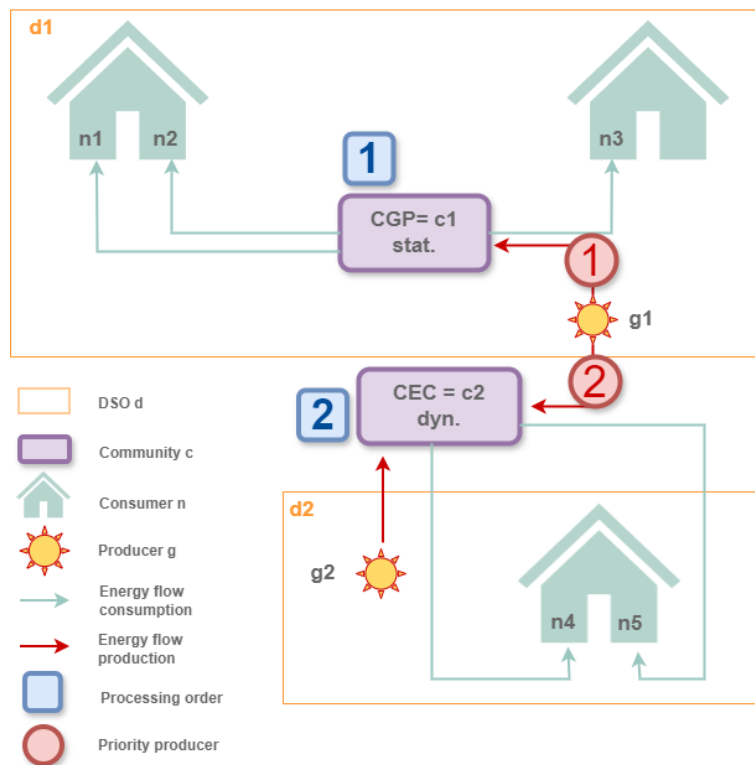 d1
n1
n2
n3
1
CGP= c1
stat.
1
g1
2
CEC = c2
dyn.
2
d2
g2
n4
n5
DSO d
Community c
Consumer n
Producer g
Energy flow
consumption
Energy flow
production
Processing order
Priority producer